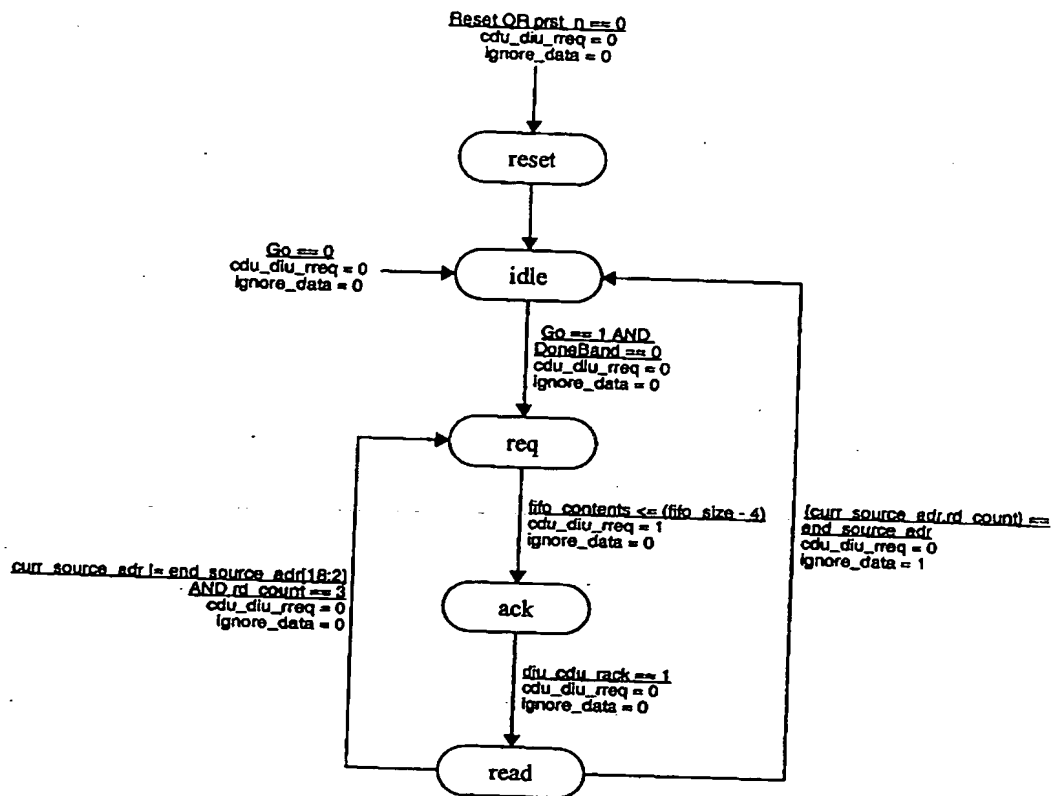 Reset OR prst_n == 0
cdu_diu_rreq = 0
ignore_data = 0
reset
Go == 0
cdu_diu_rreq = 0
ignore_data = 0
idle
Go == 1 AND
DoneBand == 0
cdu_diu_rreq = 0
ignore_data = 0
req
fifo_contents <= (fifo_size - 4)
cdu_diu_rreq = 1
ignore_data = 0
{curr_source_adr,rd_count} ==
end_source_adr
cdu_diu_rreq = 0
ignore_data = 1
curr_source_adr != end_source_adr[18:2]
AND rd_count == 3
cdu_diu_rreq = 0
ignore_data = 0
ack
diu_cdu_rack == 1
cdu_diu_rreq = 0
ignore_data = 0
read